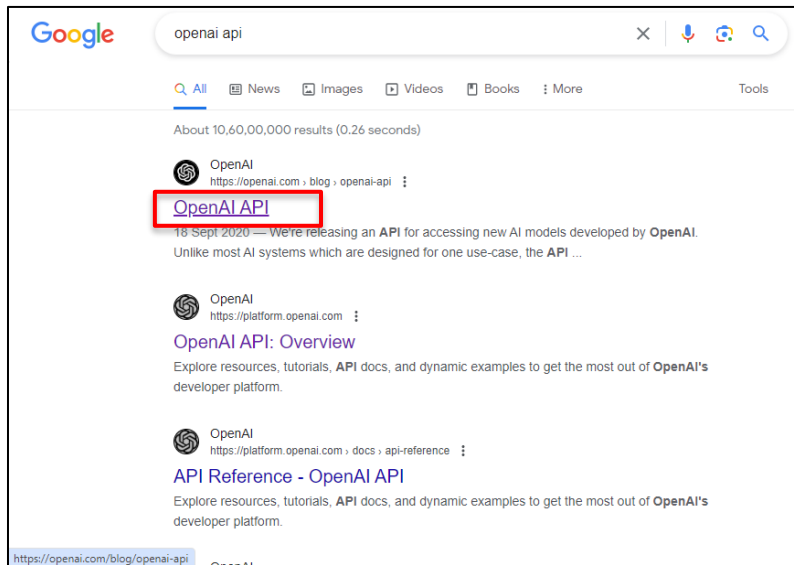 Google
openai api
All News Images Videos Books More Tools
About 10,60,00,000 results (0.26 seconds)
OpenAI
https://openai.com › blog › openai-api
OpenAI API
18 Sept 2020 — We're releasing an API for accessing new AI models developed by OpenAI.
Unlike most AI systems which are designed for one use-case, the API ...
OpenAI
https://platform.openai.com
OpenAI API: Overview
Explore resources, tutorials, API docs, and dynamic examples to get the most out of OpenAI's
developer platform.
OpenAI
https://platform.openai.com › docs › api-reference
API Reference - OpenAI API
Explore resources, tutorials, API docs, and dynamic examples to get the most out of OpenAI's
developer platform.
https://openai.com/blog/openai-api
OpenAI